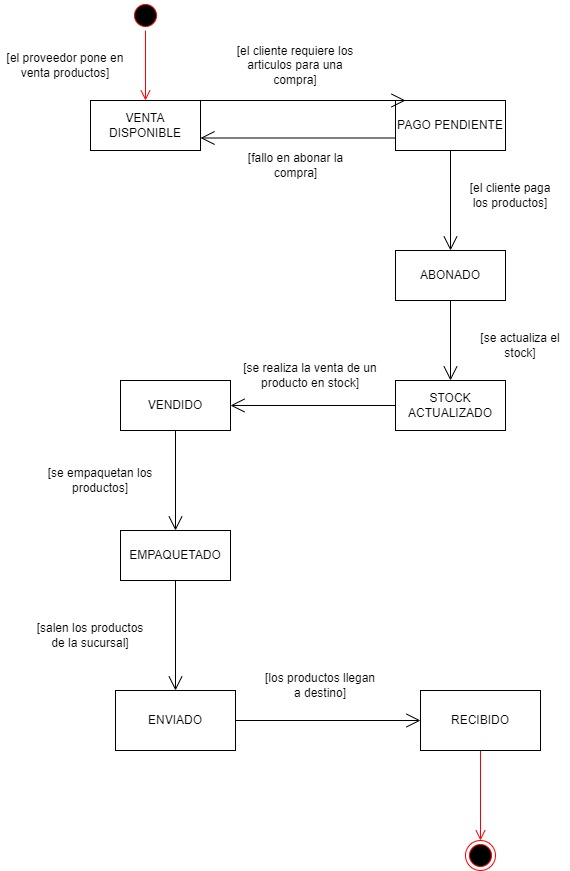 [el proveedor pone en
venta productos]
[el cliente requiere los
articulos para una
compra]
VENTA
DISPONIBLE
PAGO PENDIENTE
[fallo en abonar la
compra]
[el cliente paga
los productos]
ABONADO
[se actualiza el
stock]
[se realiza la venta de un
producto en stock]
VENDIDO
STOCK
ACTUALIZADO
[se empaquetan los
productos]
EMPAQUETADO
[salen los productos
de la sucursal]
[los productos llegan
a destino]
ENVIADO
RECIBIDO